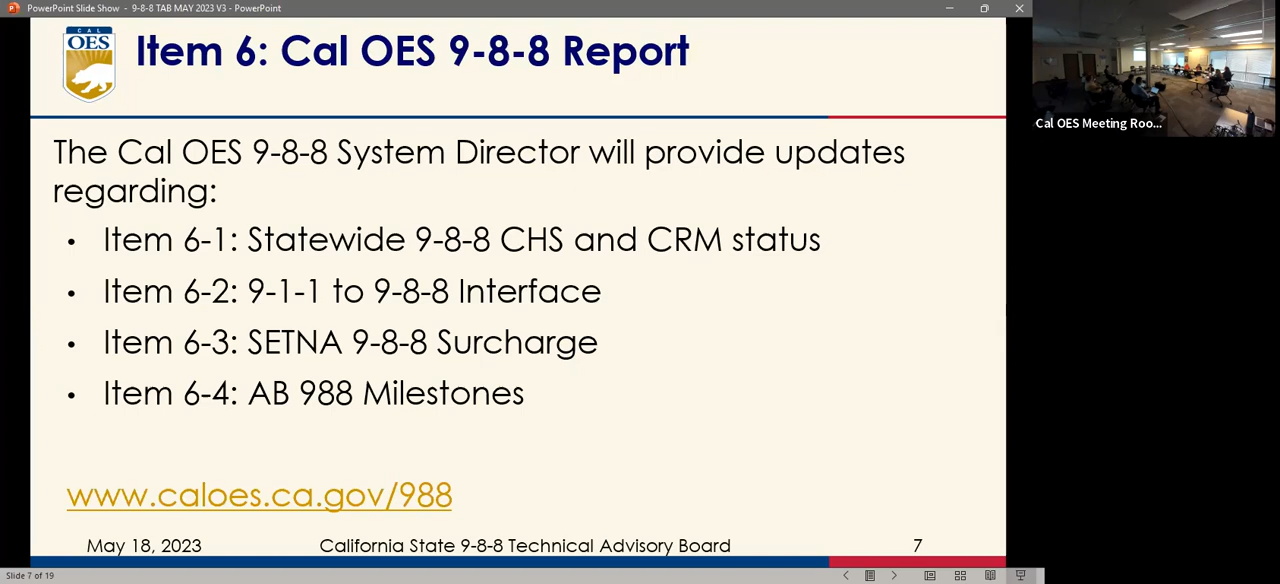 PowerPoint Slide Show - 9-8-8 TAB MAY 2023 V3 - PowerPoint
CAL
OES
Item 6: Cal OES 9-8-8 Report
Cal OES Meeting Roo...
The Cal OES 9-8-8 System Director will provide updates
regarding:
• Item 6-1: Statewide 9-8-8 CHS and CRM status
• Item 6-2: 9-1-1 to 9-8-8 Interface
• Item 6-3: SETNA 9-8-8 Surcharge
• Item 6-4: AB 988 Milestones
www.caloes.ca.gov/988
May 18, 2023 California State 9-8-8 Technical Advisory Board 7
Slide 7 of 19